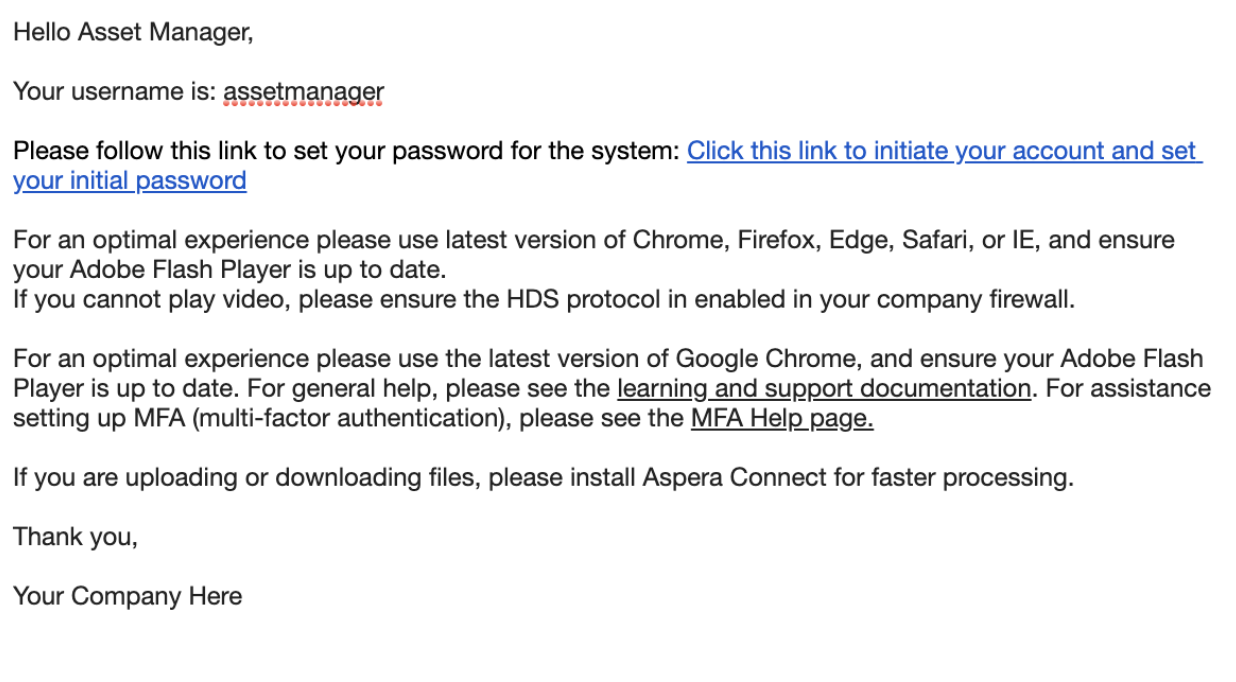 Hello Asset Manager,
Your username is: assetmanager
Please follow this link to set your password for the system: Click this link to initiate your account and set
your initial password
For an optimal experience please use latest version of Chrome, Firefox, Edge, Safari, or IE, and ensure
your Adobe Flash Player is up to date.
If you cannot play video, please ensure the HDS protocol in enabled in your company firewall.
For an optimal experience please use the latest version of Google Chrome, and ensure your Adobe Flash
Player is up to date. For general help, please see the learning and support documentation. For assistance
setting up MFA (multi-factor authentication), please see the MFA Help page.
If you are uploading or downloading files, please install Aspera Connect for faster processing.
Thank you,
Your Company Here